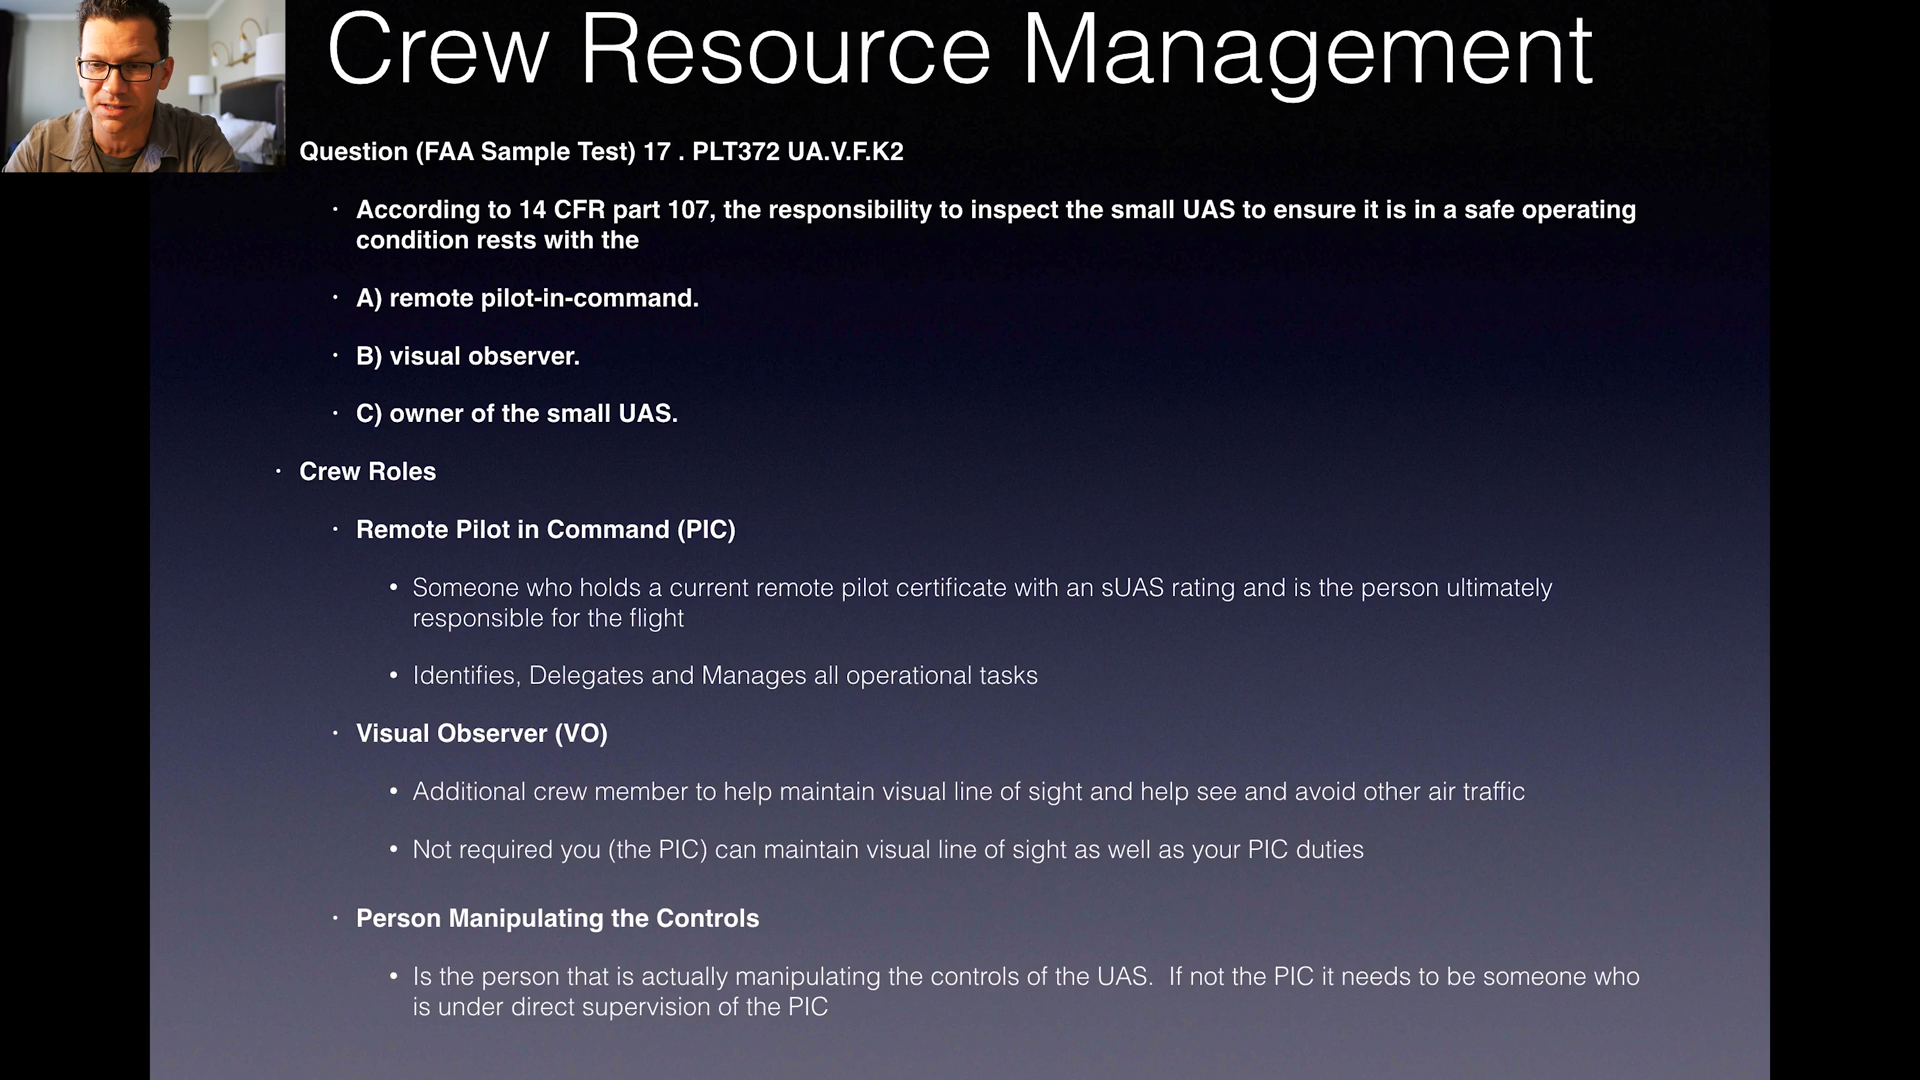 Crew Resource Management
Question (FAA Sample Test) 17 . PLT372 UA.V.F.K2
· According to 14 CFR part 107, the responsibility to inspect the small UAS to ensure it is in a safe operating
condition rests with the
· A) remote pilot-in-command.
· B) visual observer.
· C) owner of the small UAS.
· Crew Roles
· Remote Pilot in Command (PIC)
• Someone who holds a current remote pilot certificate with an sUAS rating and is the person ultimately
responsible for the flight
• Identifies, Delegates and Manages all operational tasks
· Visual Observer (VO)
• Additional crew member to help maintain visual line of sight and help see and avoid other air traffic
• Not required you (the PIC) can maintain visual line of sight as well as your PIC duties
· Person Manipulating the Controls
• Is the person that is actually manipulating the controls of the UAS.  If not the PIC it needs to be someone who
is under direct supervision of the PIC